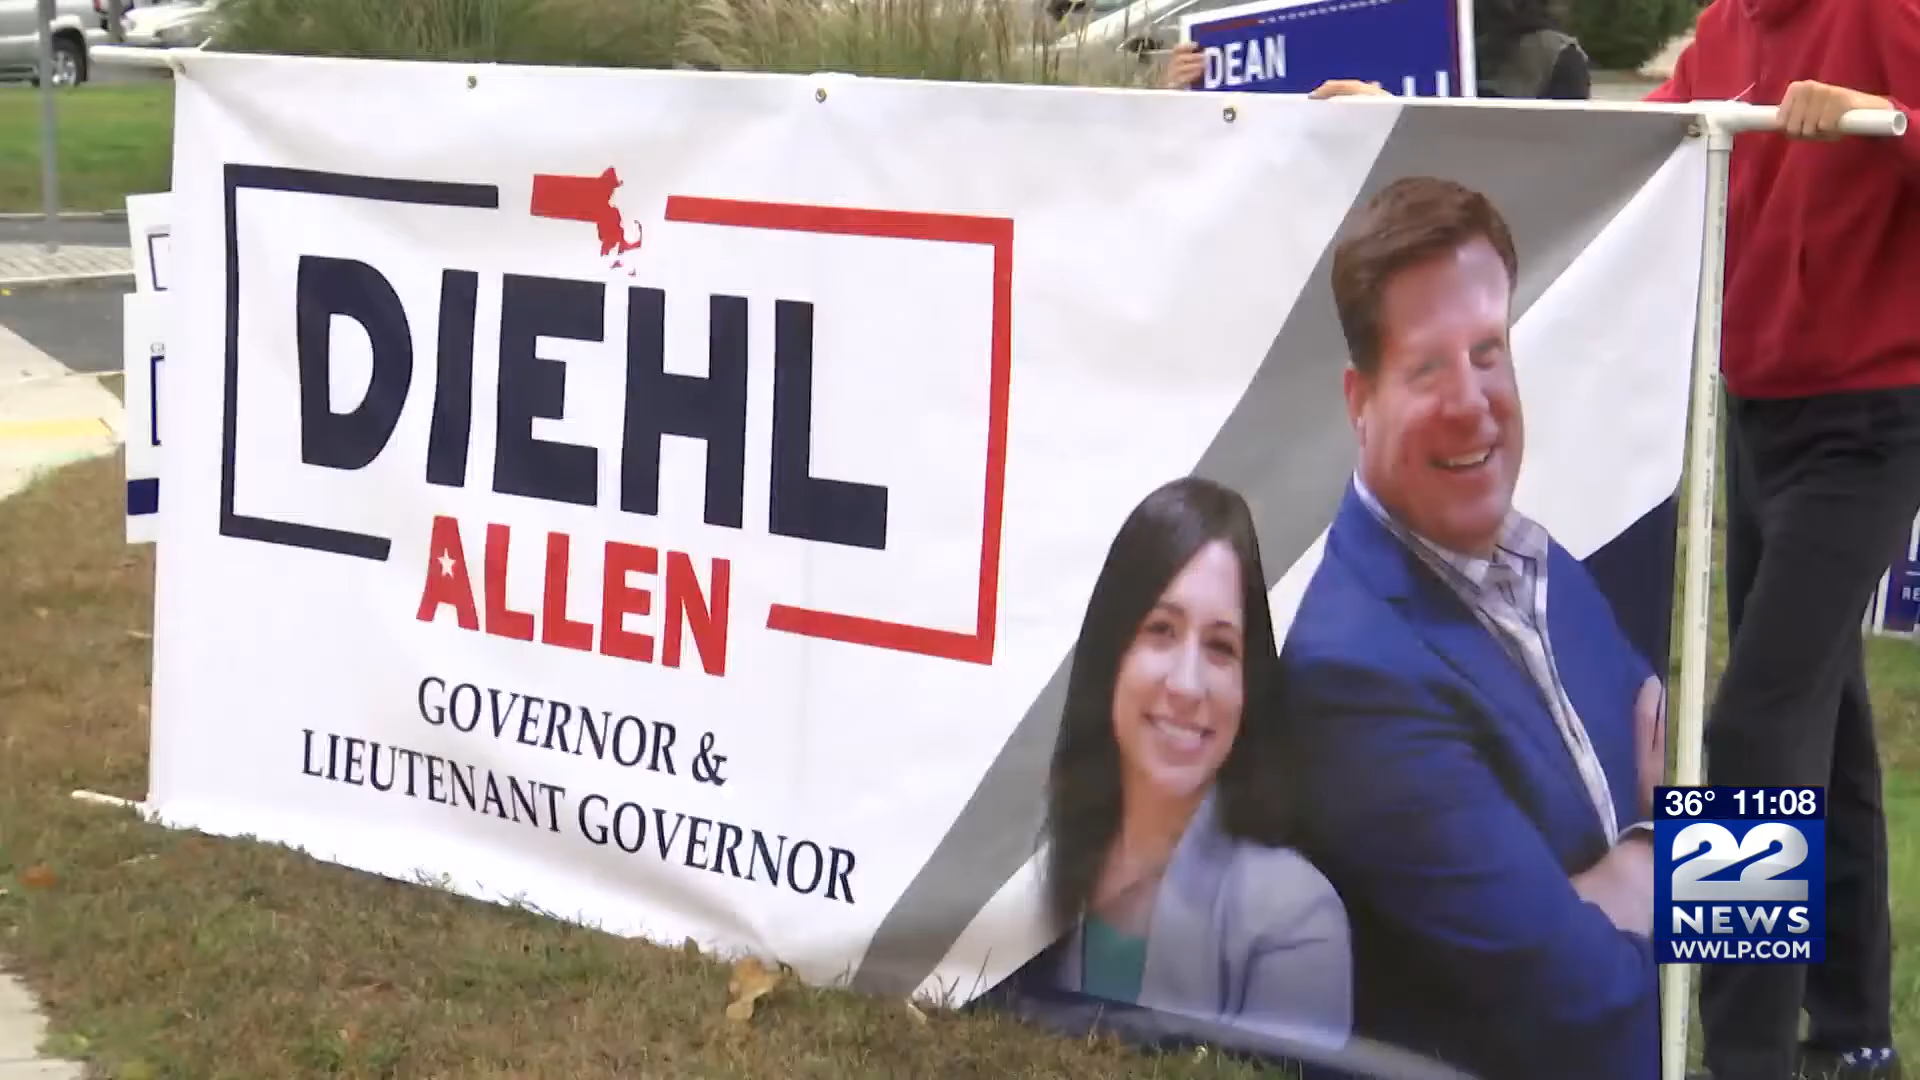 DEAN
DIEHL
ALLEN
GOVERNOR &
LIEUTENANT GOVERNOR
36° 11:08
22
NEWS
WWLP.COM